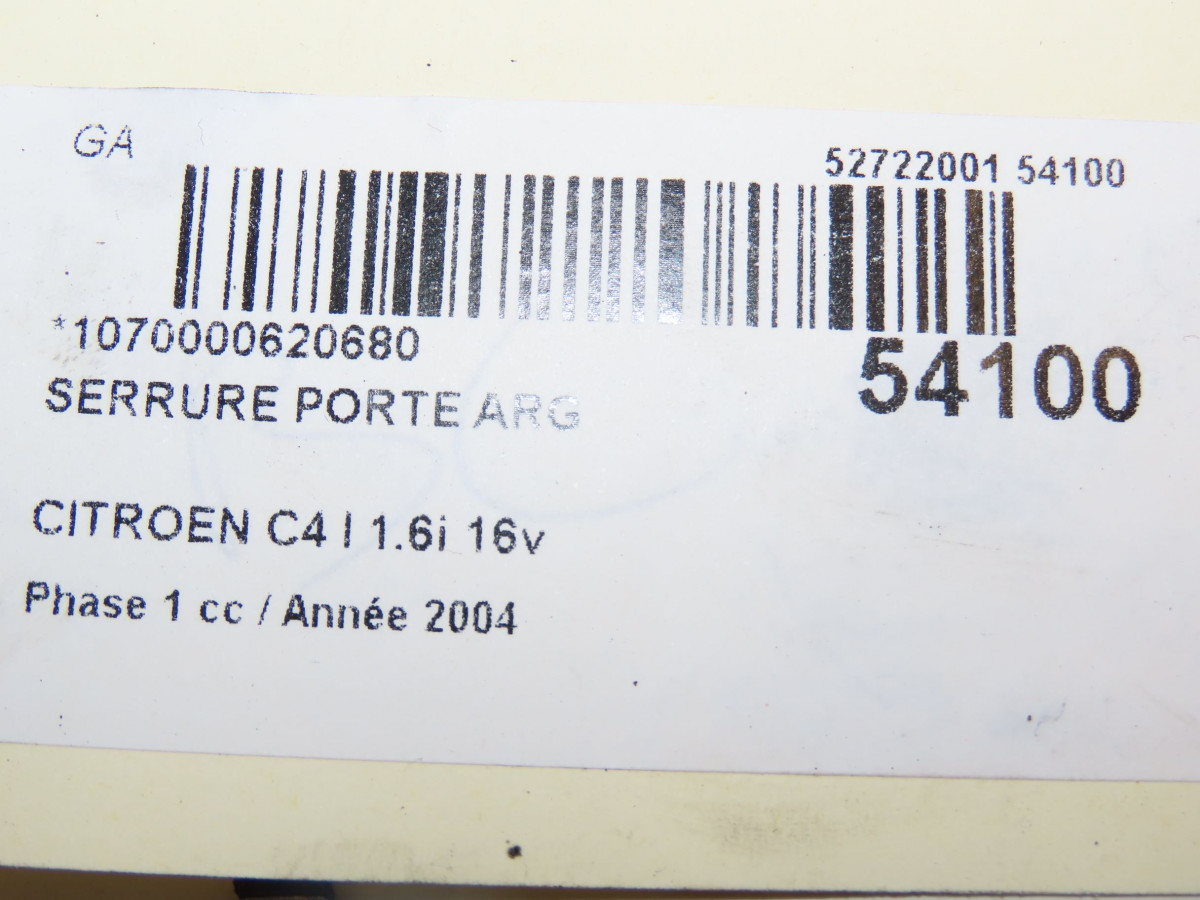 GA
52722001 54100
*1070000620680
54100
SERRURE PORTE ARG
CITROEN C4 I 1.6i 16v
Phase 1 cc / Année 2004